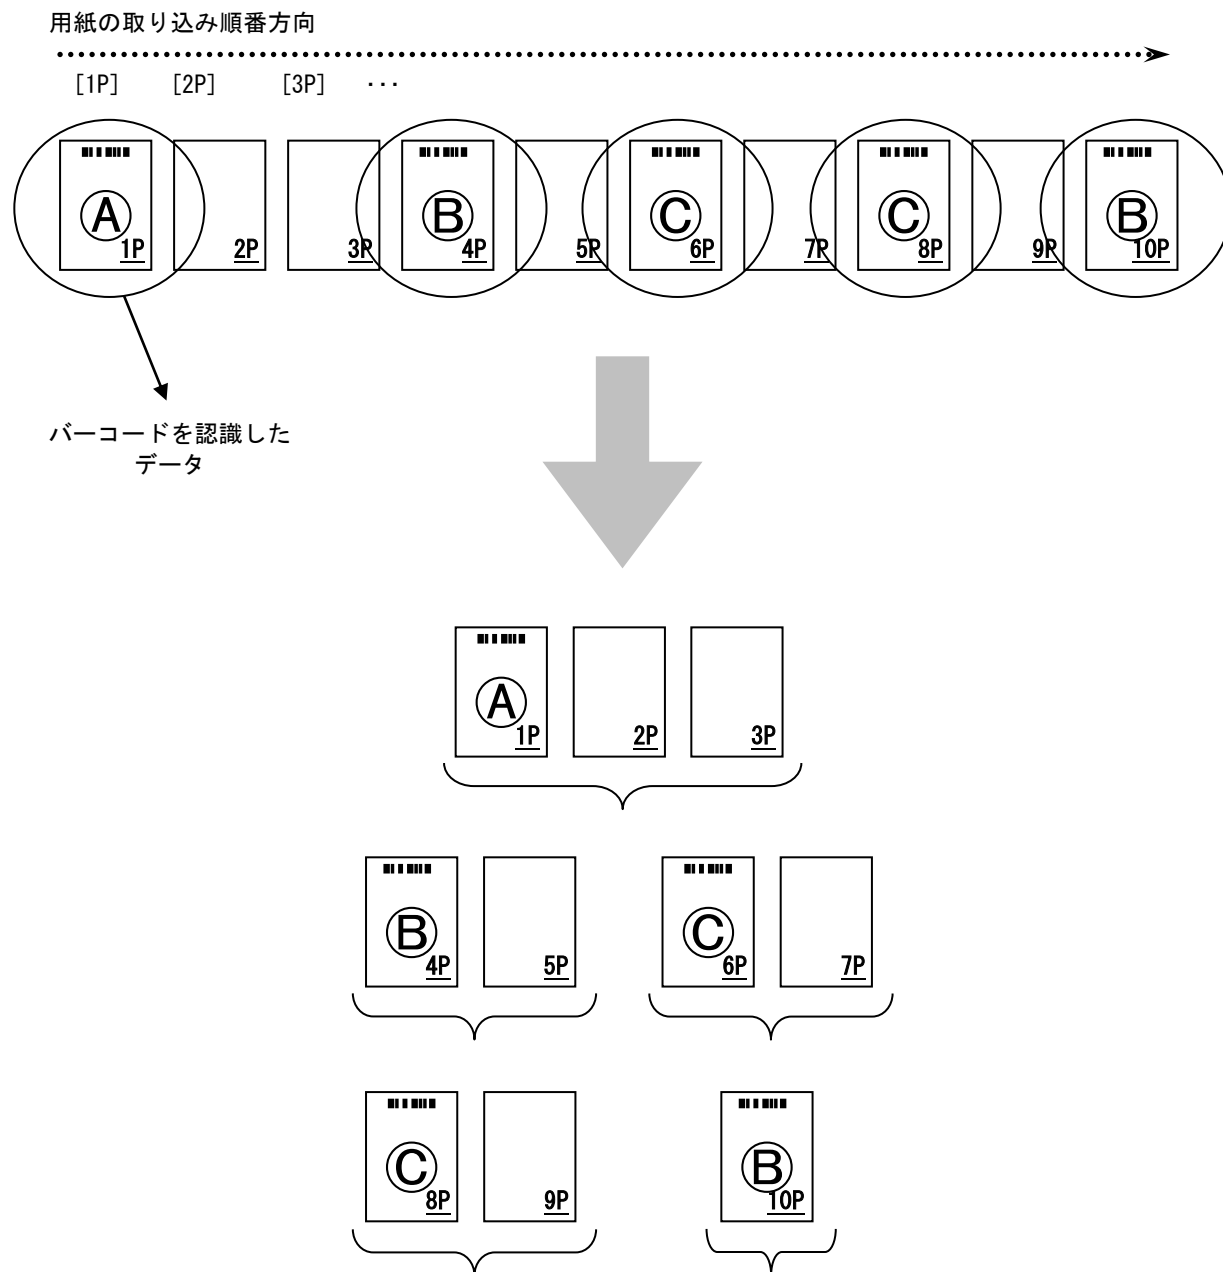 用紙の取り込み順番方向
[1P] [2P] [3P] ･･･
A B C C B
1P 2P 3P 4P 5P 6P 7P 8P 9P 10P
バーコードを認識した
データ
A
1P 2P 3P
B C
4P 5P 6P 7P
C B
8P 9P 10P